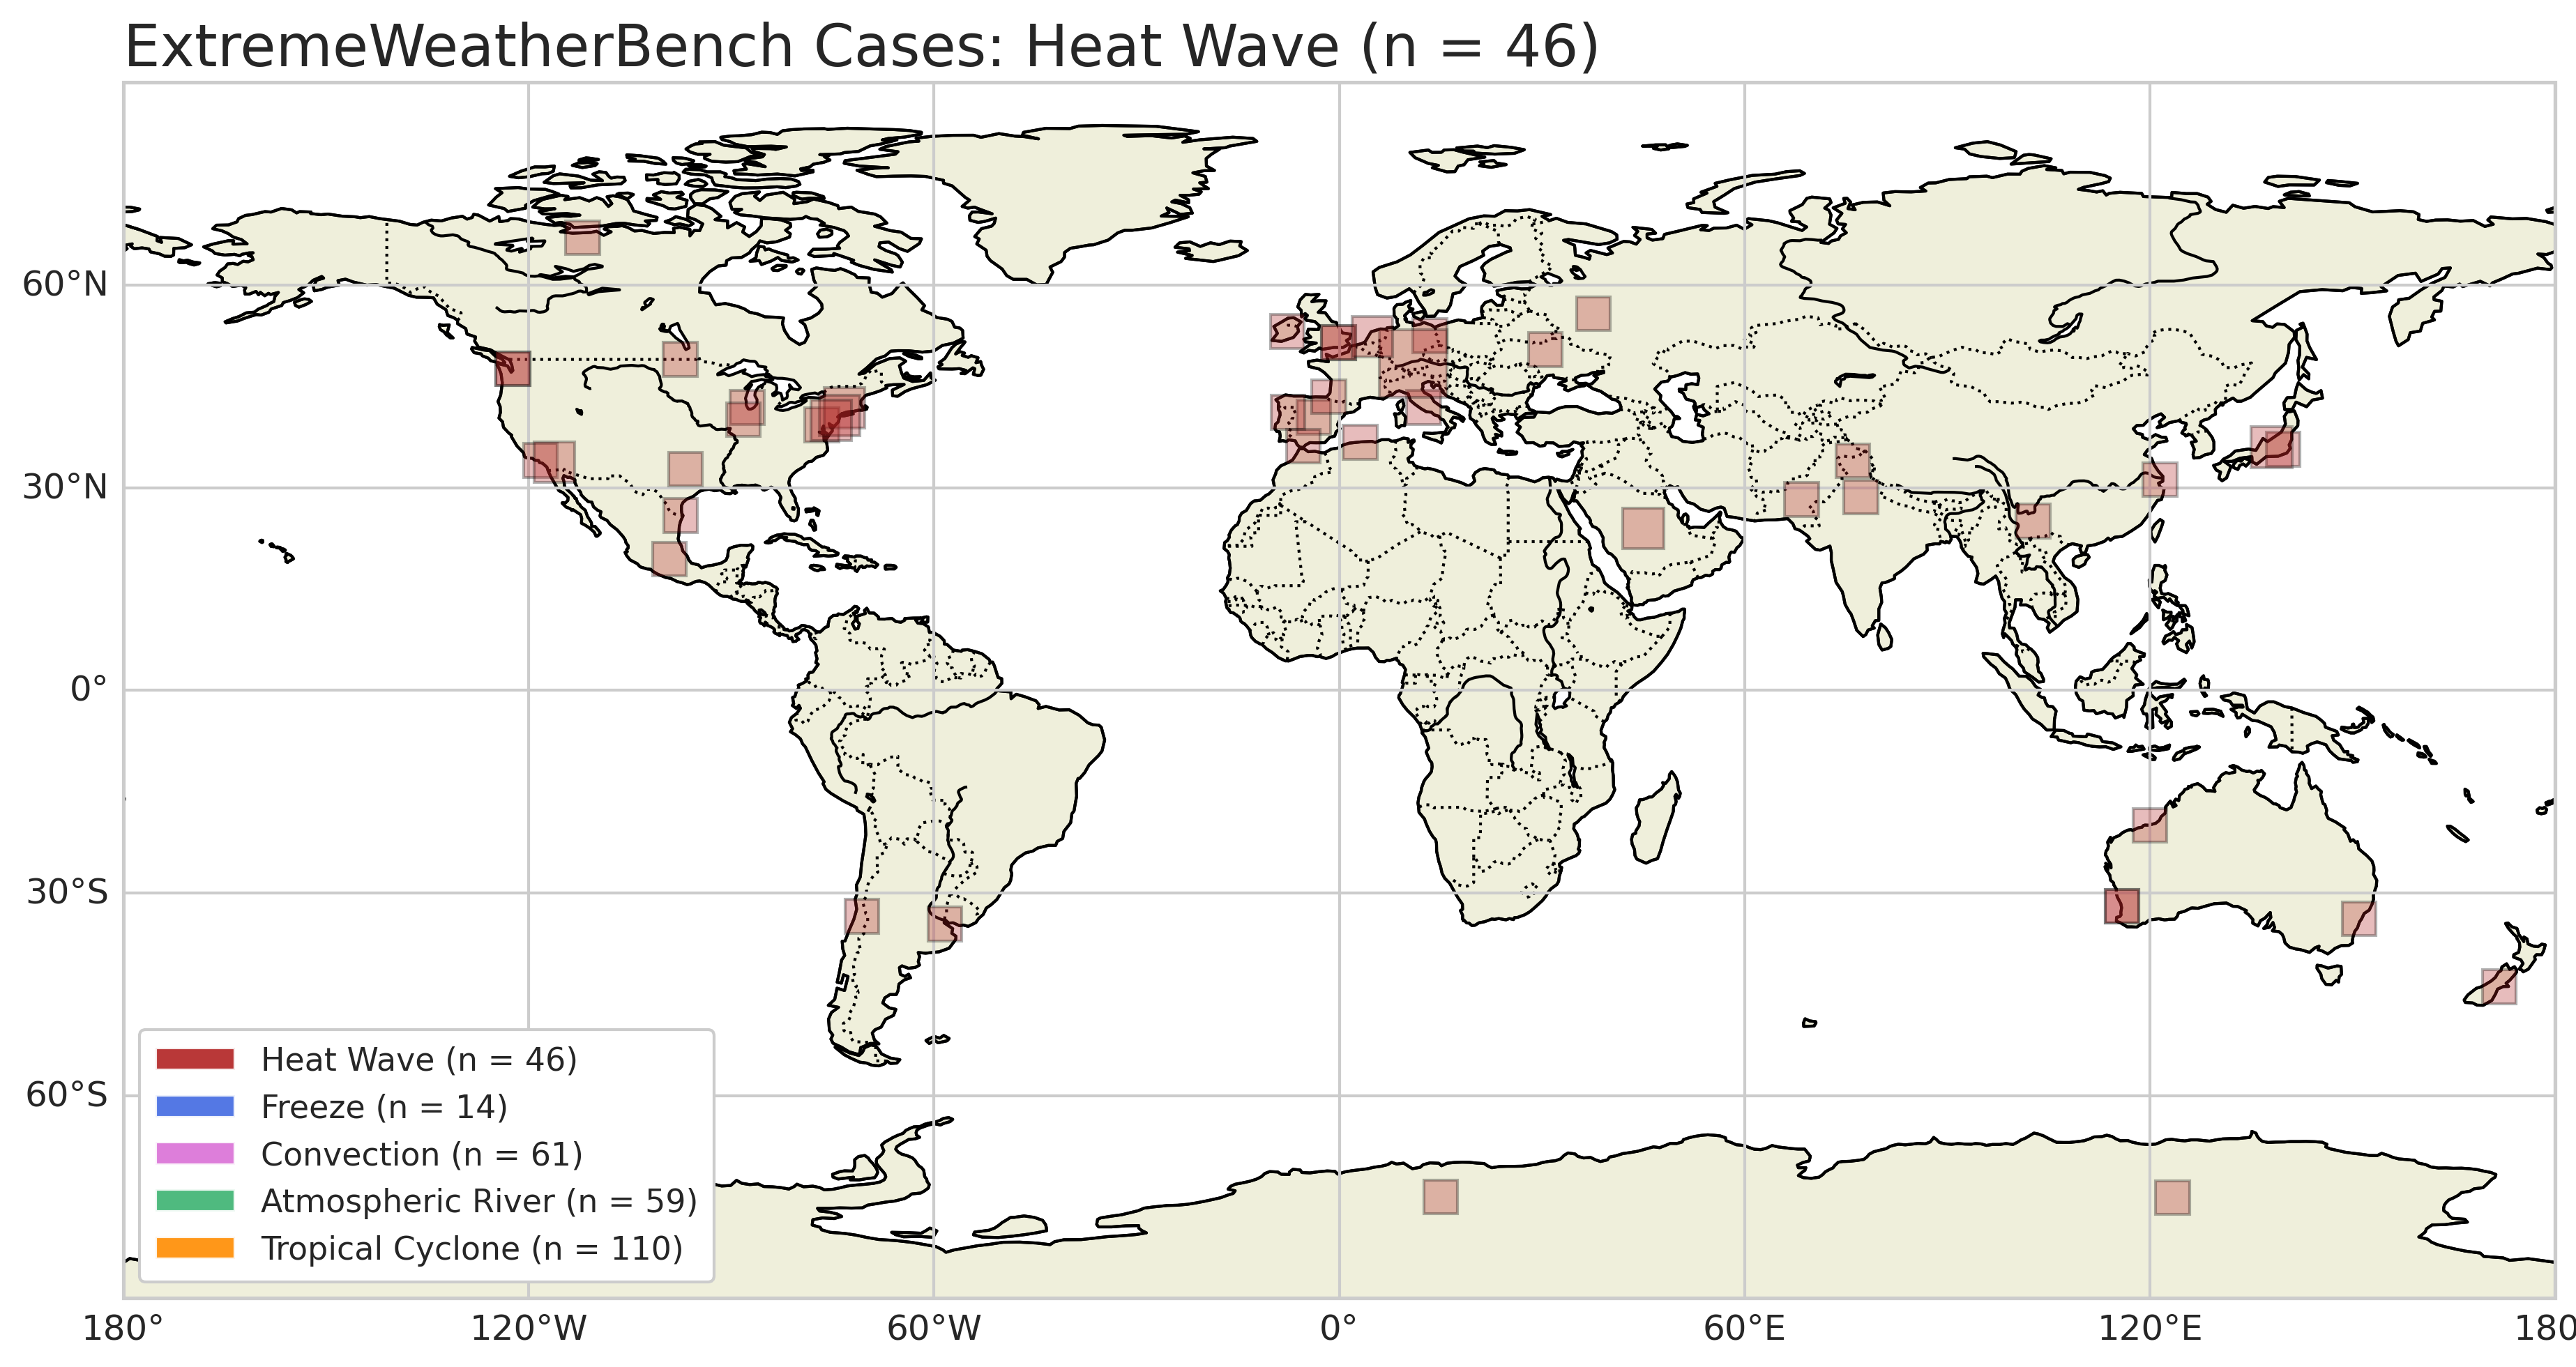 ExtremeWeatherBench Cases: Heat Wave (n = 46)
60°N
30°N
0°
30°S
60°S
Heat Wave (n = 46)
Freeze (n = 14)
Convection (n = 61)
Atmospheric River (n = 59)
Tropical Cyclone (n = 110)
180° 120°W 60°W 0° 60°E 120°E 180